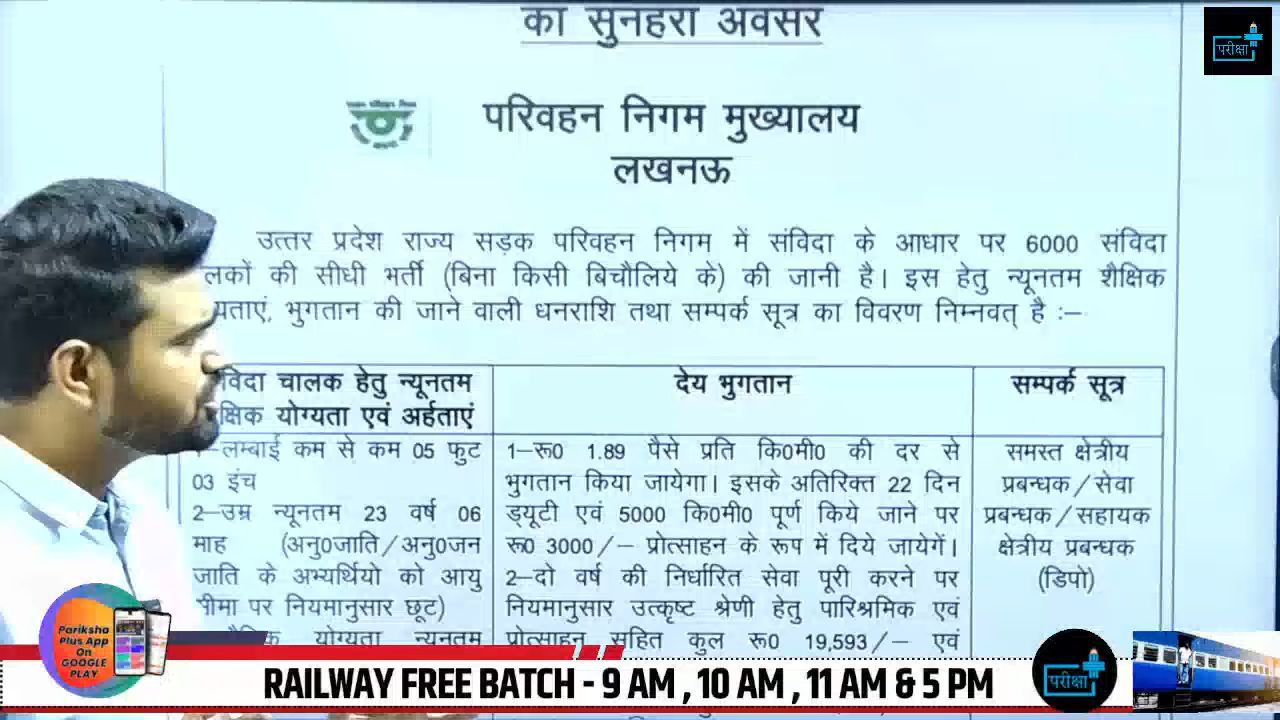 का सुनहरा अवसर
परीक्षा
परिवहन निगम मुख्यालय
लखनऊ
उत्तर प्रदेश राज्य सड़क परिवहन निगम में संविदा के आधार पर 6000 संविदा
लकों की सीधी भर्ती (बिना किसी बिचौलिये के) की जानी है। इस हेतु न्यूनतम शैक्षिक
यताएं, भुगतान की जाने वाली धनराशि तथा सम्पर्क सूत्र का विवरण निम्नवत् है :–
विदा चालक हेतु न्यूनतम
क्षिक योग्यता एवं अर्हताएं
देय भुगतान
सम्पर्क सूत्र
–लम्बाई कम से कम 05 फुट
03 इंच
2–उम्र न्यूनतम 23 वर्ष 06
माह (अनु0जाति/अनु0जन
जाति के अभ्यर्थियो को आयु
सीमा पर नियमानुसार छूट)
योग्यता न्यूनतम
1–रू0 1.89 पैसे प्रति कि0मी0 की दर से
भुगतान किया जायेगा। इसके अतिरिक्त 22 दिन
ड्यूटी एवं 5000 कि0मी0 पूर्ण किये जाने पर
रू0 3000/– प्रोत्साहन के रूप में दिये जायेगें।
2–दो वर्ष की निर्धारित सेवा पूरी करने पर
नियमानुसार उत्कृष्ट श्रेणी हेतु पारिश्रमिक एवं
प्रोत्साहन सहित कुल रू0 19,593/– एवं
समस्त क्षेत्रीय
प्रबन्धक/सेवा
प्रबन्धक/सहायक
क्षेत्रीय प्रबन्धक
(डिपो)
Pariksha
Plus App
On
GOOGLE
PLAY
RAILWAY FREE BATCH - 9 AM , 10 AM , 11 AM & 5 PM
परीक्षा